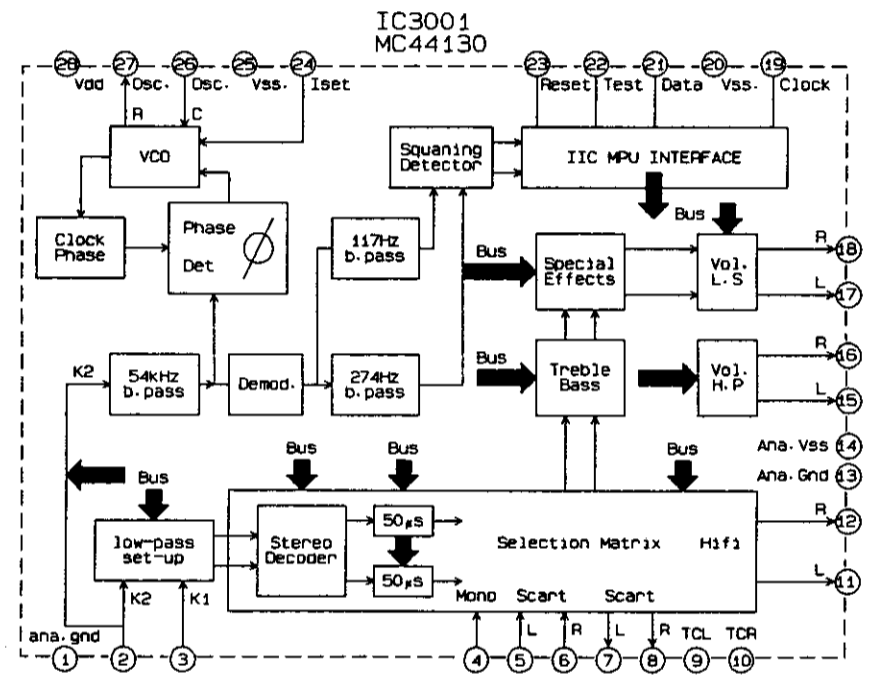 IC3001
MC44130
28 27 26 25 24 23 22 21 20 19
Vdd Osc. Osc. Vss. Iset Reset Test Data Vss. Clock
R C
VCO
Squaning
Detector
IIC MPU INTERFACE
Bus
Clock
Phase
Phase
Det
117Hz
b.pass
Bus
Special
Effects
Vol.
L.S
R 18
L 17
K2
54kHz
b.pass
Demod.
274Hz
b.pass
Bus
Treble
Bass
Vol.
H.P
R 16
L 15
Ana.Vss 14
Ana.Gnd 13
Bus Bus Bus Bus
low-pass
set-up
Stereo
Decoder
50µs
50µs
Selection Matrix Hifi
R 12
L 11
K2 K1
Mono Scart Scart
ana.gnd L R L R TCL TCR
1 2 3 4 5 6 7 8 9 10